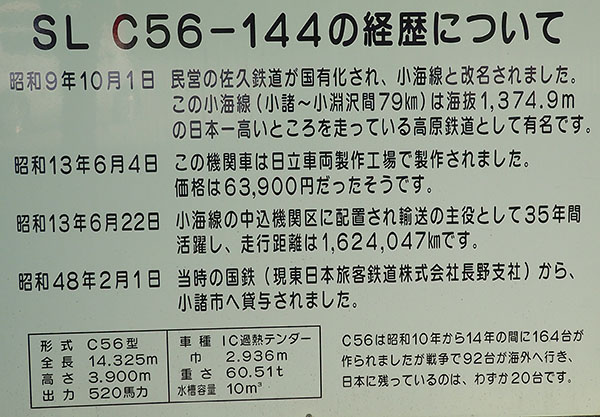 SL C56-144の経歴について
昭和9年10月1日 民営の佐久鉄道が国有化され、小海線と改名されました。
この小海線(小諸～小淵沢間79㎞)は海抜1,374.9m
の日本一高いところを走っている高原鉄道として有名です。
昭和13年6月4日 この機関車は日立車両製作工場で製作されました。
価格は63,900円だったそうです。
昭和13年6月22日 小海線の中込機関区に配置され輸送の主役として35年間
活躍し、走行距離は1,624,047㎞です。
昭和48年2月1日 当時の国鉄(現東日本旅客鉄道株式会社長野支社)から、
小諸市へ貸与されました。
形式 C56型 車種 IC過熱テンダー
全長 14.325m 巾 2.936m
高さ 3.900m 重さ 60.51t
出力 520馬力 水槽容量 10m³
C56は昭和10年から14年の間に164台が
作られましたが戦争で92台が海外へ行き、
日本に残っているのは、わずか20台です。